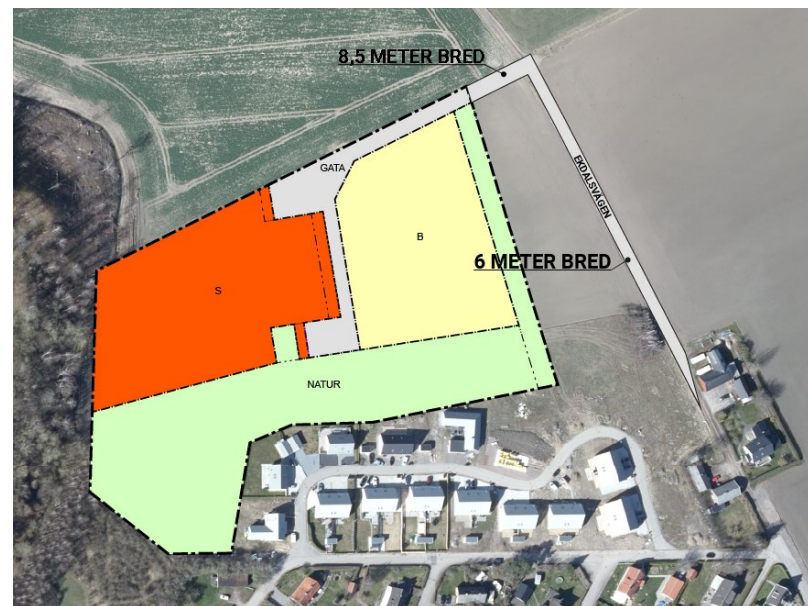 8,5 METER BRED
GATA
EKDALSVÄGEN
B
6 METER BRED
S
NATUR